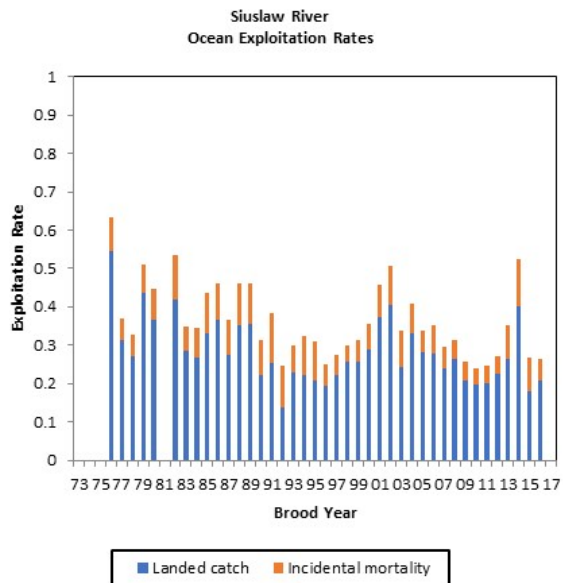 Siuslaw River
Ocean Exploitation Rates
1
0.9
0.8
0.7
0.6
0.5
0.4
0.3
0.2
0.1
0
Exploitation Rate
73 75 77 79 81 83 85 87 89 91 93 95 97 99 01 03 05 07 09 11 13 15 17
Brood Year
Landed catch Incidental mortality